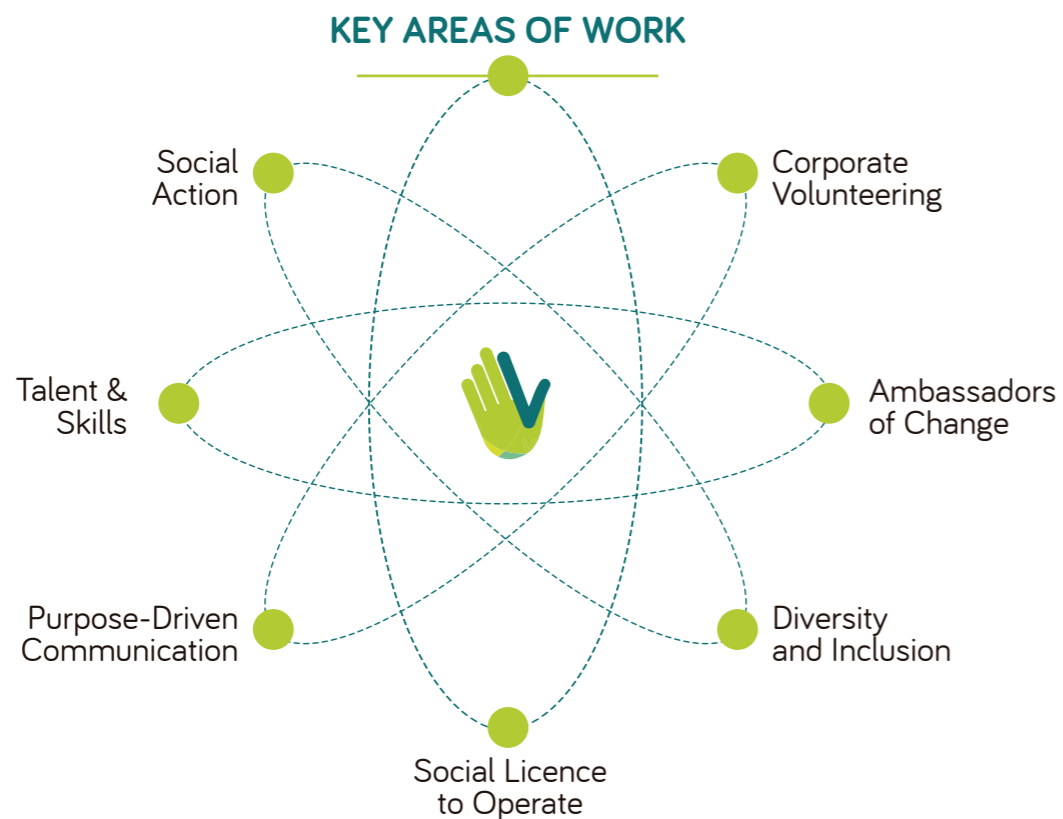 KEY AREAS OF WORK
Social
Action
Corporate
Volunteering
Talent &
Skills
Ambassadors
of Change
Purpose-Driven
Communication
Diversity
and Inclusion
Social Licence
to Operate